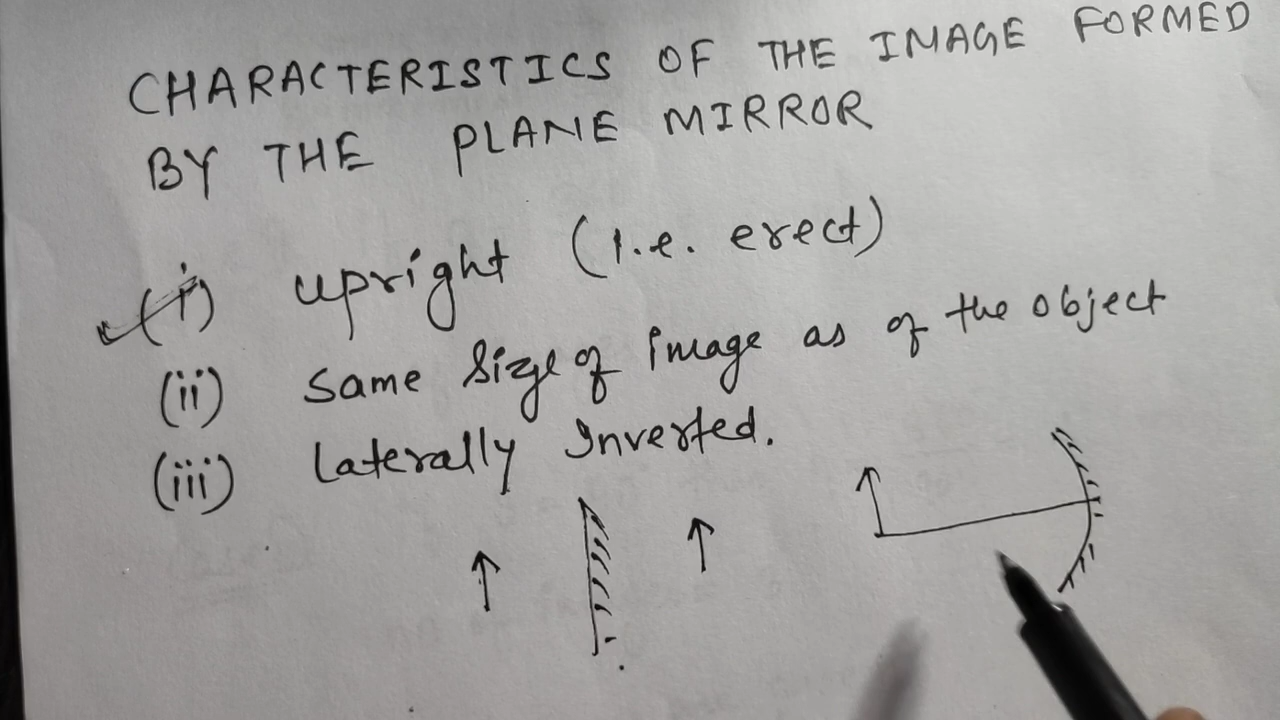 CHARACTERISTICS OF THE IMAGE FORMED
BY THE PLANE MIRROR
(i) upright (i.e. erect)
(ii) Same Size of image as of the object
(iii) Laterally Inverted.